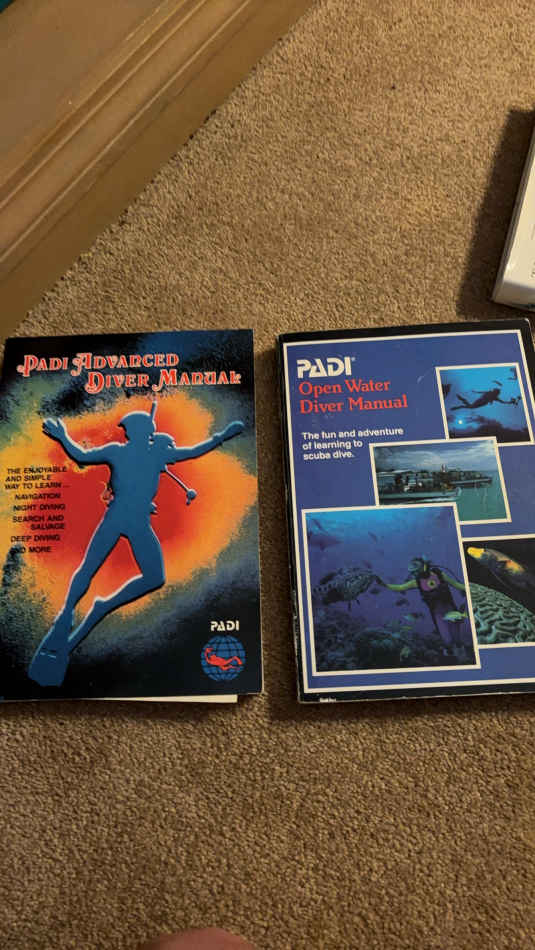 PADI ADVANCED
DIVER MANUAL®
THE ENJOYABLE
AND SIMPLE
WAY TO LEARN ...
NAVIGATION
NIGHT DIVING
SEARCH AND
SALVAGE
DEEP DIVING
AND MORE
PADI
PADI®
Open Water
Diver Manual
The fun and adventure
of learning to
scuba dive.